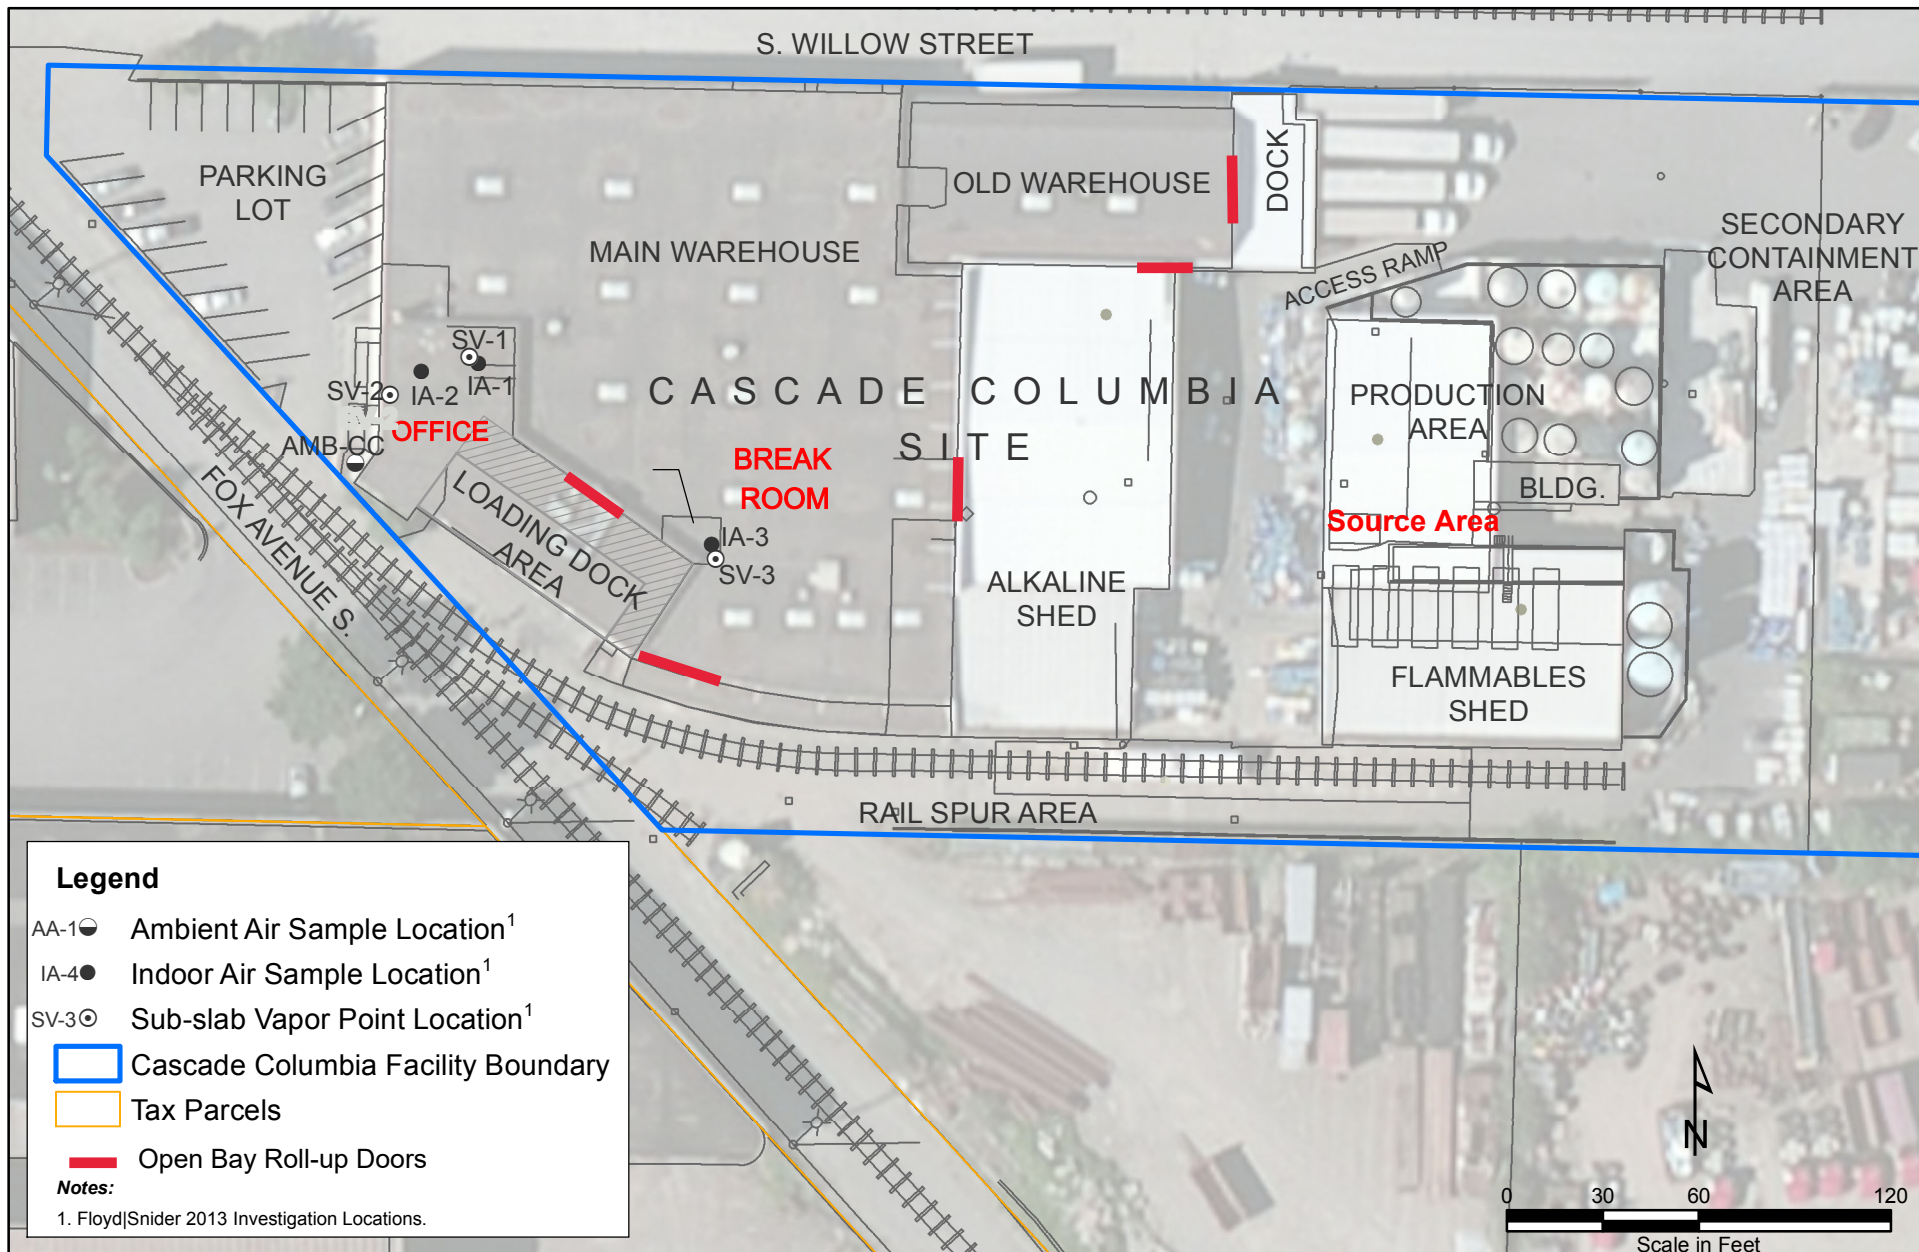 S. WILLOW STREET
PARKING
LOT
MAIN WAREHOUSE
OLD WAREHOUSE
DOCK
ACCESS RAMP
SECONDARY
CONTAINMENT
AREA
SV-1
IA-1
IA-2
SV-2
OFFICE
AMB-CC
CASCADE COLUMBIA
SITE
BREAK
ROOM
PRODUCTION
AREA
BLDG.
Source Area
LOADING DOCK
AREA
IA-3
SV-3
ALKALINE
SHED
FLAMMABLES
SHED
FOX AVENUE S.
RAIL SPUR AREA
Legend
AA-1 Ambient Air Sample Location1
IA-4 Indoor Air Sample Location1
SV-3 Sub-slab Vapor Point Location1
Cascade Columbia Facility Boundary
Tax Parcels
Open Bay Roll-up Doors
Notes:
1. Floyd|Snider 2013 Investigation Locations.
N
0 30 60 120
Scale in Feet